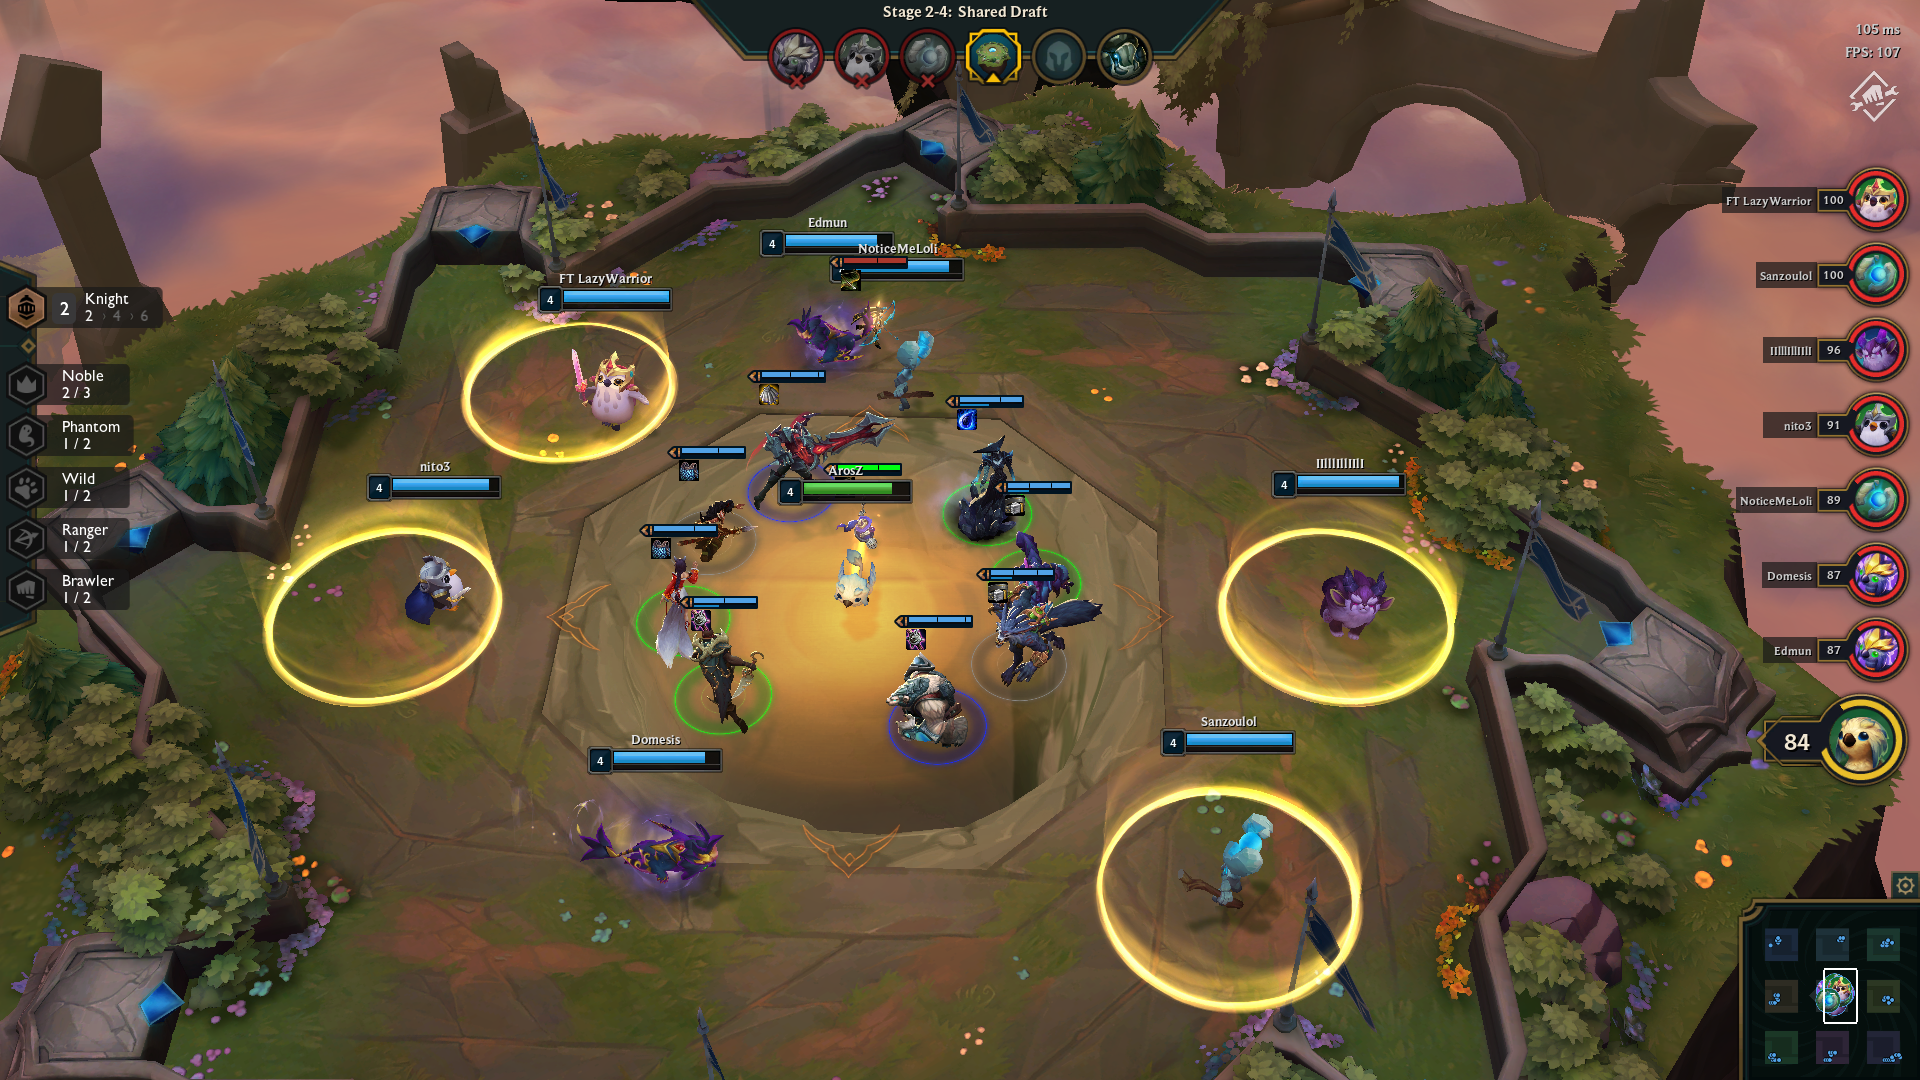 Stage 2-4: Shared Draft
105 ms
FPS: 107
Edmun
4
NoticeMeLoli
FT LazyWarrior
4
FT LazyWarrior 100
Sanzoulol 100
96
nito3 91
NoticeMeLoli 89
Domesis 87
Edmun 87
84
2 Knight
2 › 4 › 6
Noble
2 / 3
Phantom
1 / 2
Wild
1 / 2
Ranger
1 / 2
Brawler
1 / 2
nito3
4
ArosZ
4
4
Domesis
4
Sanzoulol
4